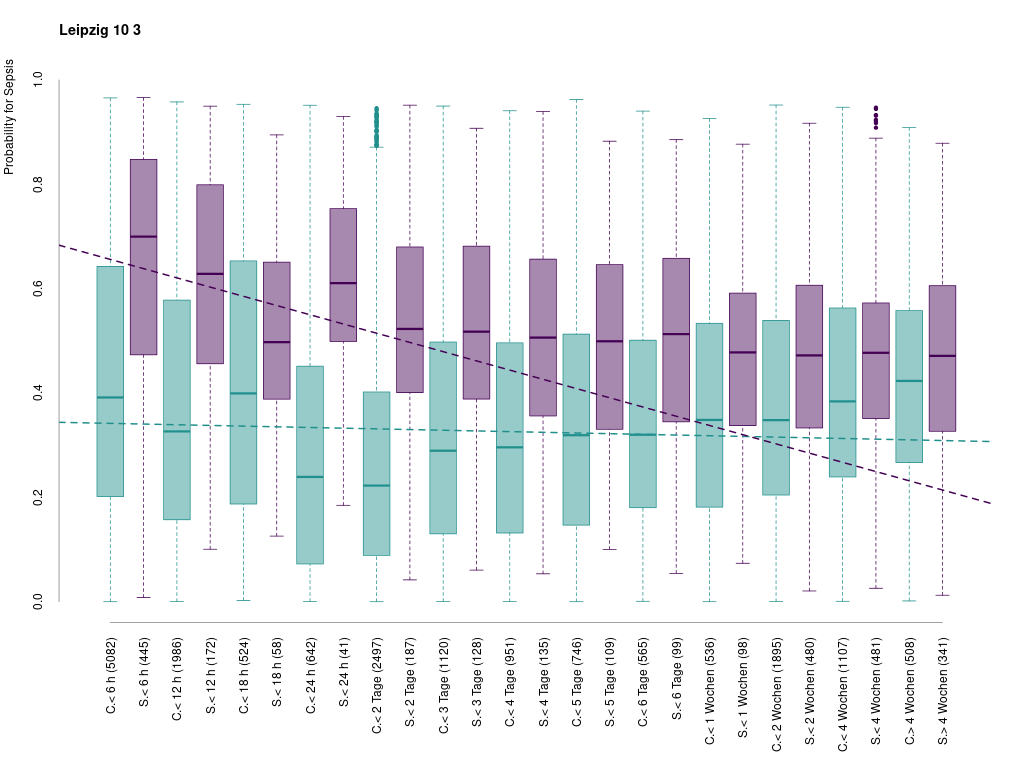 Leipzig 10 3
Probability for Sepsis
1.0
0.8
0.6
0.4
0.2
0.0
C.< 6 h (5082)
S.< 6 h (445)
C.< 12 h (1986)
S.< 12 h (172)
C.< 18 h (524)
S.< 18 h (58)
C.< 24 h (642)
S.< 24 h (41)
C.< 2 Tage (2497)
S.< 2 Tage (187)
C.< 3 Tage (1120)
S.< 3 Tage (128)
C.< 4 Tage (951)
S.< 4 Tage (135)
C.< 5 Tage (746)
S.< 5 Tage (109)
C.< 6 Tage (565)
S.< 6 Tage (99)
C.< 1 Wochen (536)
S.< 1 Wochen (98)
C.< 2 Wochen (1895)
S.< 2 Wochen (480)
C.< 4 Wochen (1107)
S.< 4 Wochen (481)
C.> 4 Wochen (508)
S.> 4 Wochen (341)